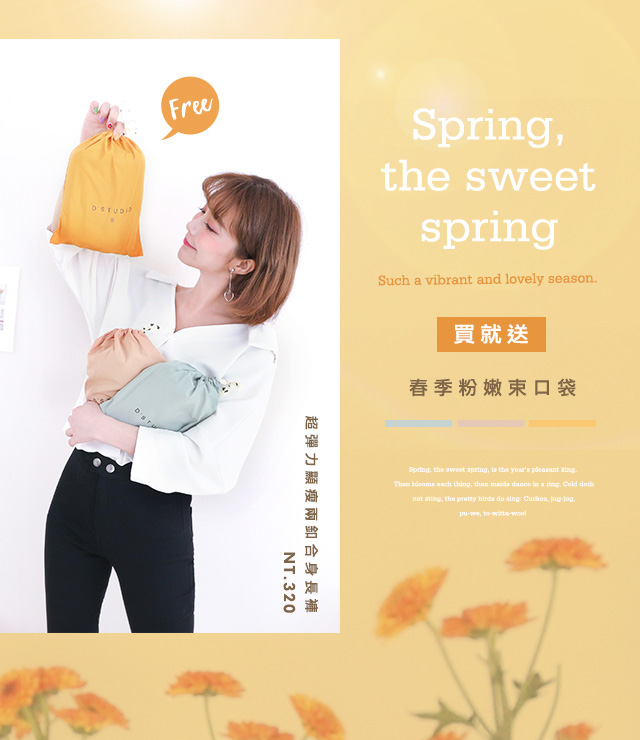 Free
D STUDIO
Spring,
the sweet
spring
Such a vibrant and lovely season.
買就送
春季粉嫩束口袋
Spring, the sweet spring, is the year's pleasant king.
Then blooms each thing, then maids dance in a ring. Cold doth
not sting, the pretty birds do sing: Cuckoo, jug-jug,
pu-we, to-witta-woo!
超彈力顯瘦兩釦合身長褲
NT.320